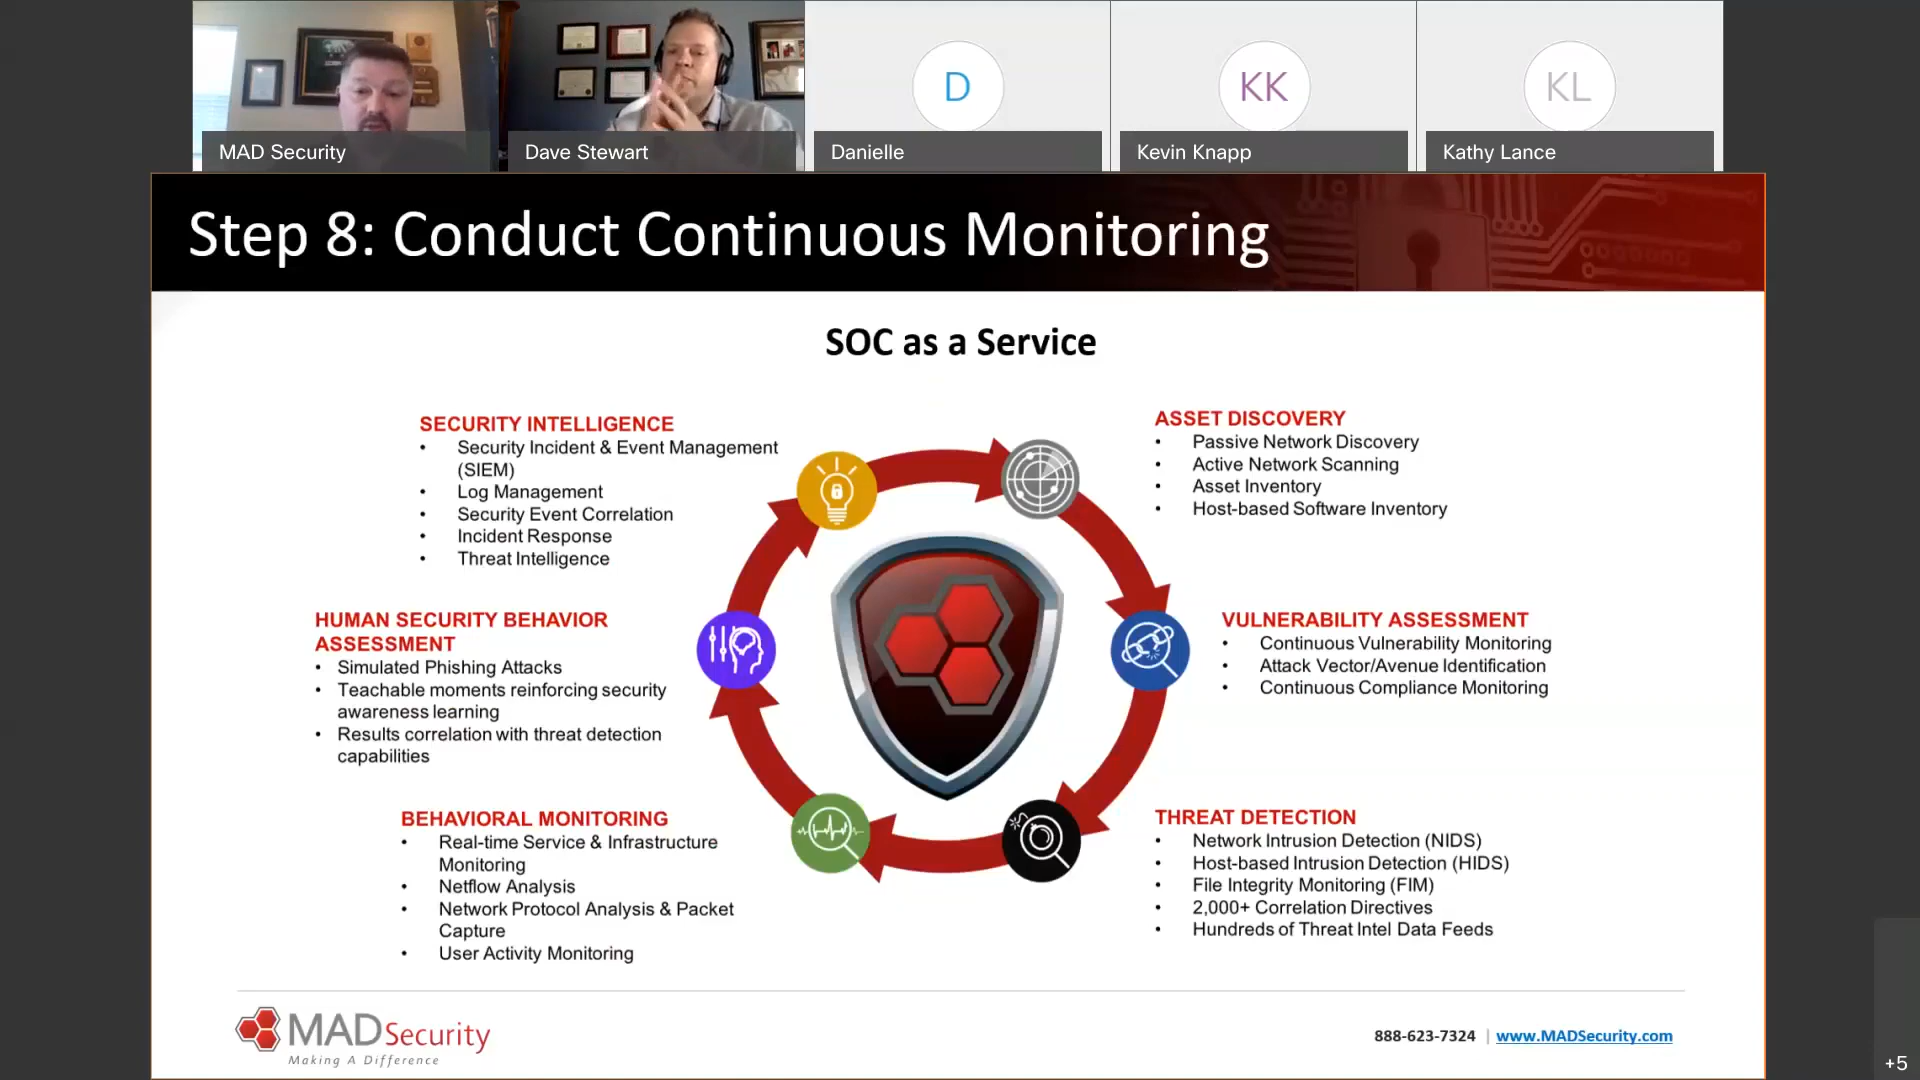 D
KK
KL
MAD Security
Dave Stewart
Danielle
Kevin Knapp
Kathy Lance
Step 8: Conduct Continuous Monitoring
SOC as a Service
SECURITY INTELLIGENCE
• Security Incident & Event Management
(SIEM)
• Log Management
• Security Event Correlation
• Incident Response
• Threat Intelligence
ASSET DISCOVERY
• Passive Network Discovery
• Active Network Scanning
• Asset Inventory
• Host-based Software Inventory
HUMAN SECURITY BEHAVIOR
ASSESSMENT
• Simulated Phishing Attacks
• Teachable moments reinforcing security
awareness learning
• Results correlation with threat detection
capabilities
VULNERABILITY ASSESSMENT
• Continuous Vulnerability Monitoring
• Attack Vector/Avenue Identification
• Continuous Compliance Monitoring
BEHAVIORAL MONITORING
• Real-time Service & Infrastructure
Monitoring
• Netflow Analysis
• Network Protocol Analysis & Packet
Capture
• User Activity Monitoring
THREAT DETECTION
• Network Intrusion Detection (NIDS)
• Host-based Intrusion Detection (HIDS)
• File Integrity Monitoring (FIM)
• 2,000+ Correlation Directives
• Hundreds of Threat Intel Data Feeds
MAD Security
Making A Difference
888-623-7324 | www.MADSecurity.com
+5